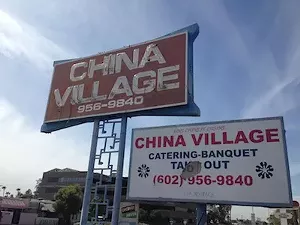 CHINA
VILLAGE
956-9840
CHINA VILLAGE
CATERING-BANQUET
TAKE OUT
(602) 956-9840